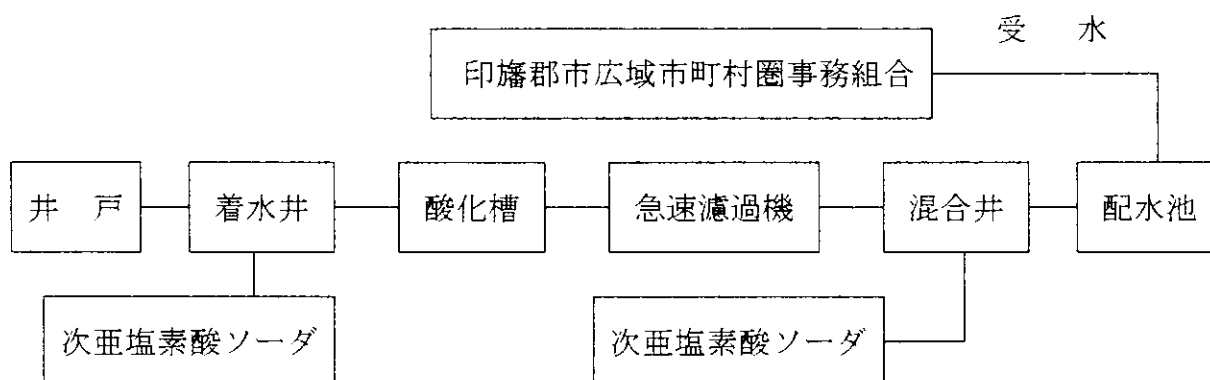 受 水
印旛郡市広域市町村圏事務組合
井 戸
着水井
酸化槽
急速濾過機
混合井
配水池
次亜塩素酸ソーダ
次亜塩素酸ソーダ